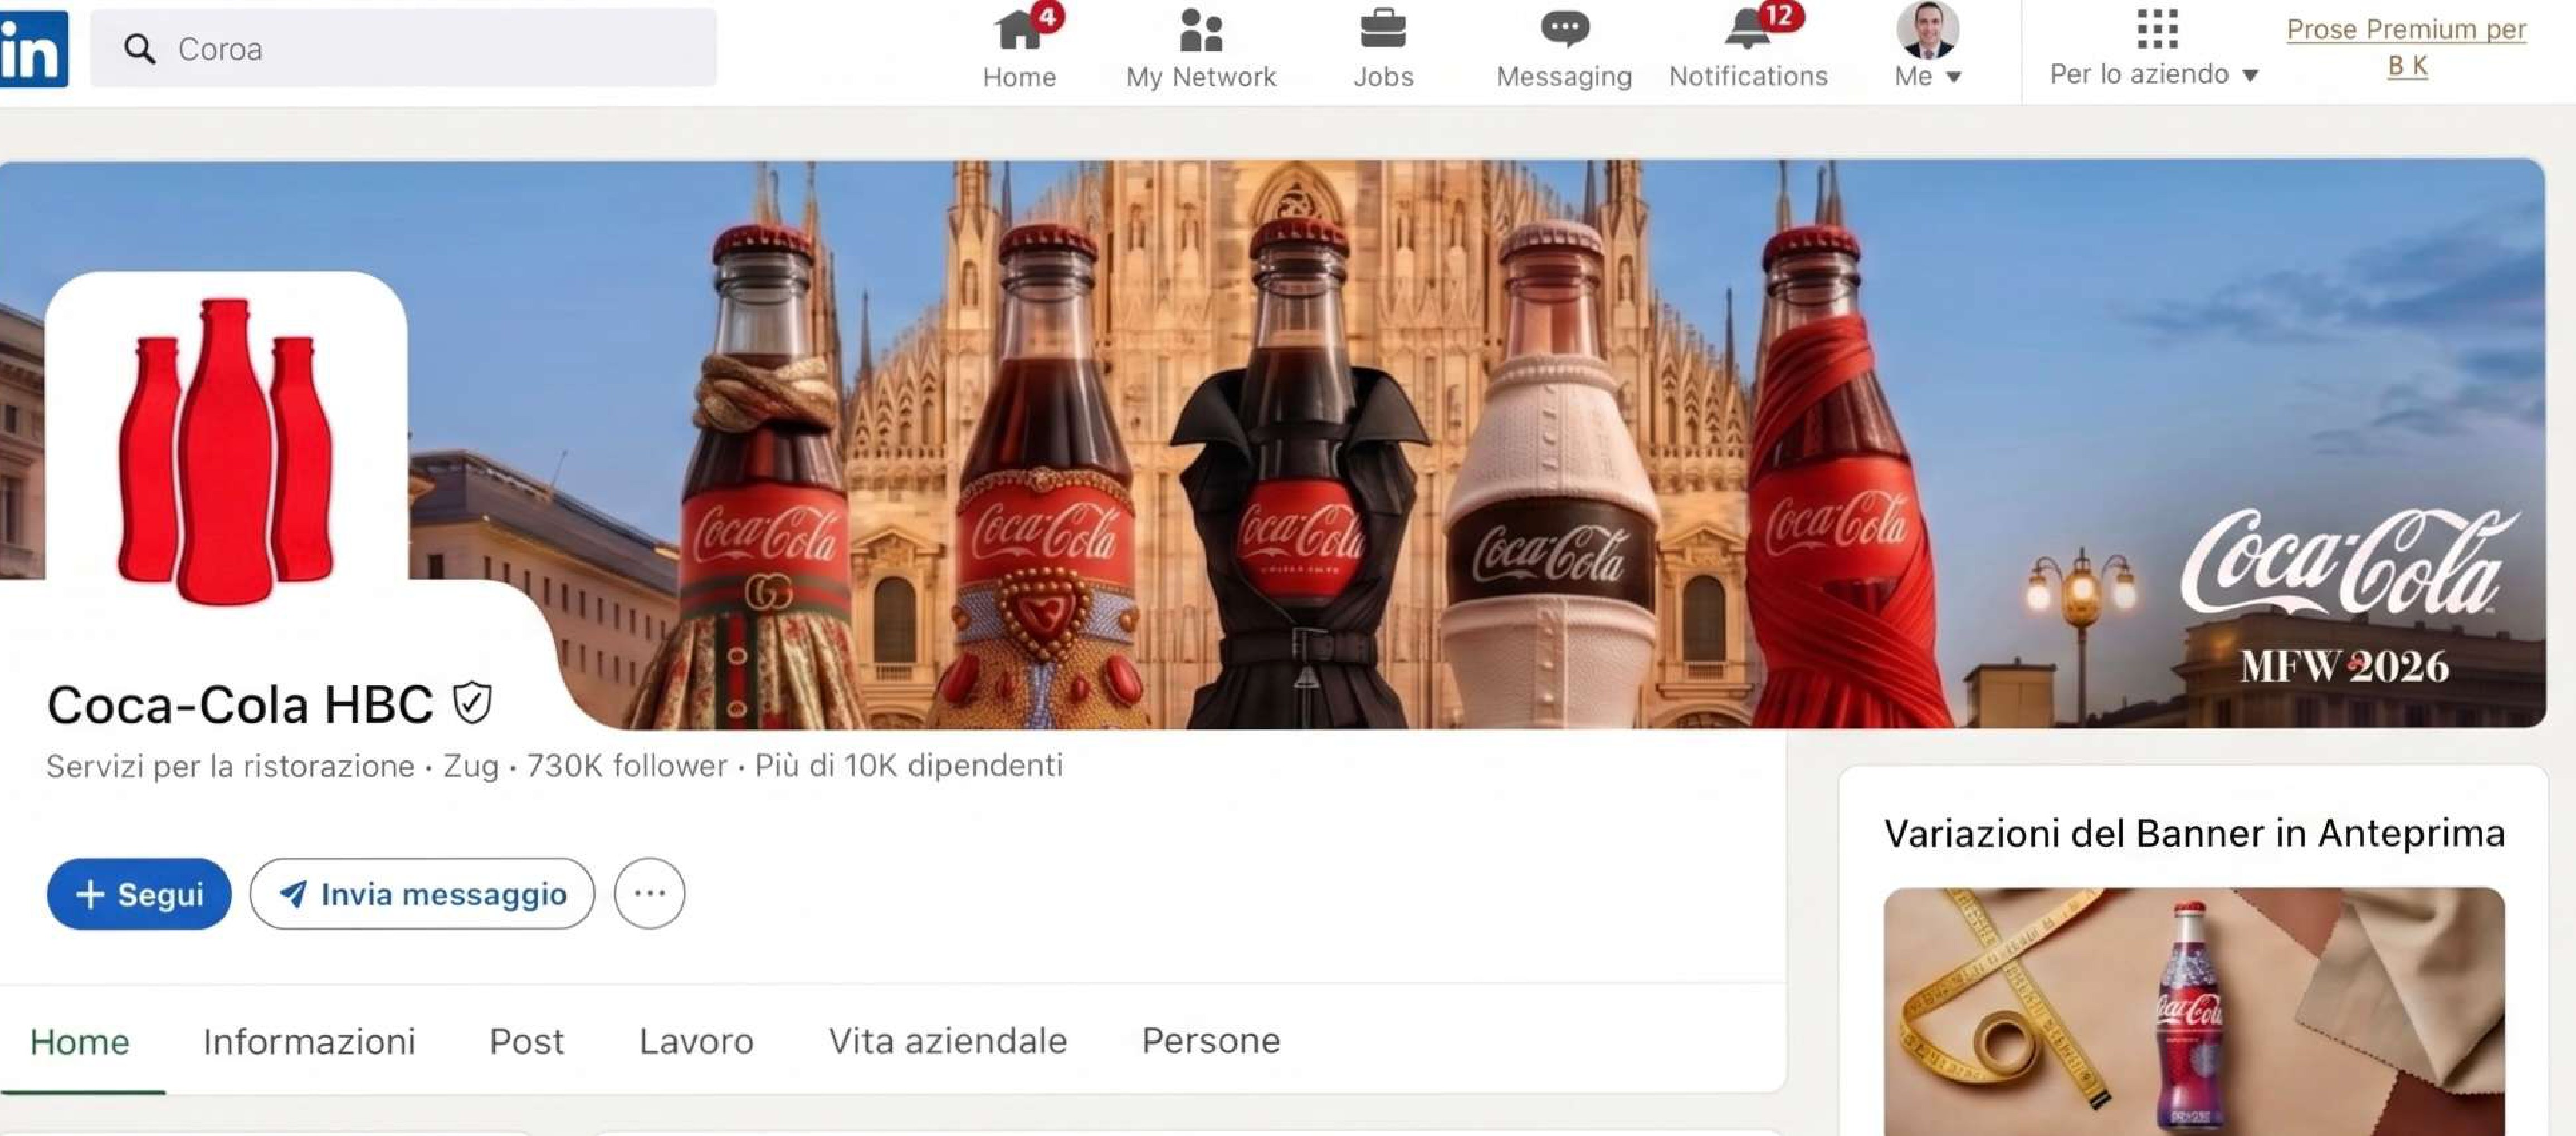 in
Coroa
4
12
Home
My Network
Jobs
Messaging
Notifications
Me
Per lo aziendo
Prose Premium per
B K
Coca-Cola
Coca-Cola
Coca-Cola
Coca-Cola
Coca-Cola
Coca-Cola
MFW 2026
Coca-Cola HBC
Servizi per la ristorazione · Zug · 730K follower · Più di 10K dipendenti
+ Segui
Invia messaggio
Home
Informazioni
Post
Lavoro
Vita aziendale
Persone
Variazioni del Banner in Anteprima
Coca-Cola